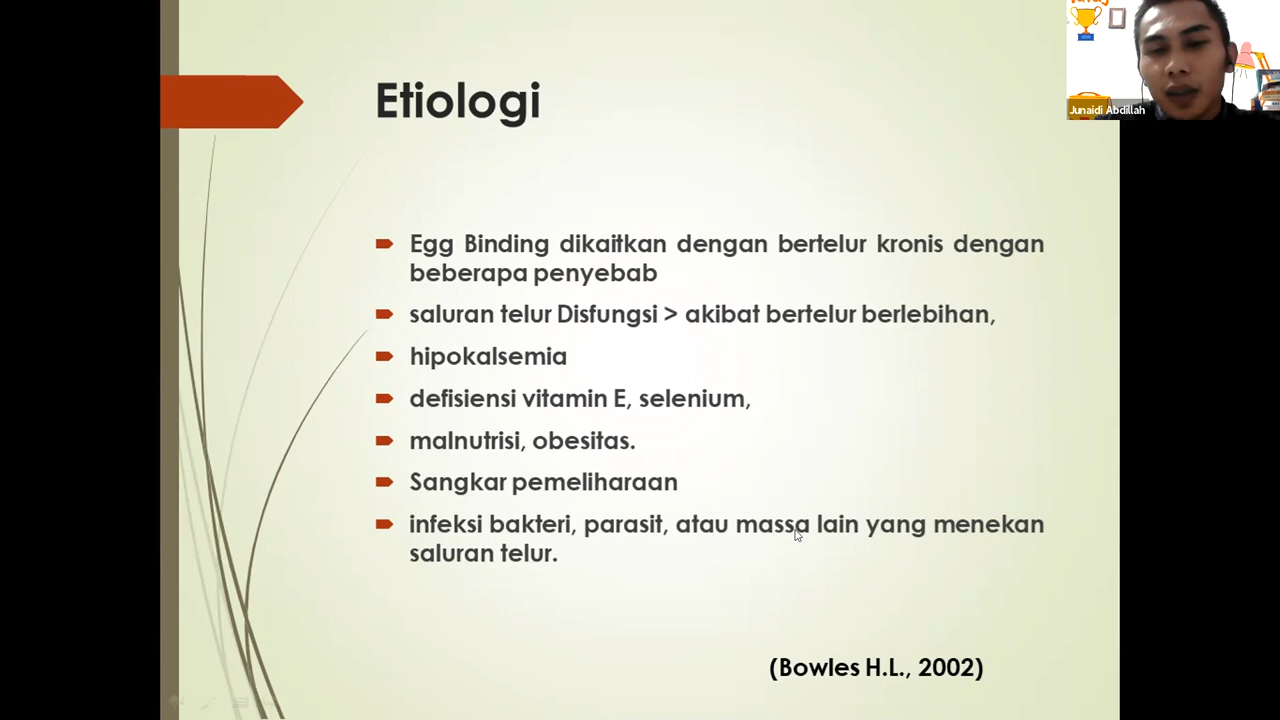 Etiologi
Egg Binding dikaitkan dengan bertelur kronis dengan
beberapa penyebab
saluran telur Disfungsi > akibat bertelur berlebihan,
hipokalsemia
defisiensi vitamin E, selenium,
malnutrisi, obesitas.
Sangkar pemeliharaan
infeksi bakteri, parasit, atau massa lain yang menekan
saluran telur.
(Bowles H.L., 2002)
Junaidi Abdillah